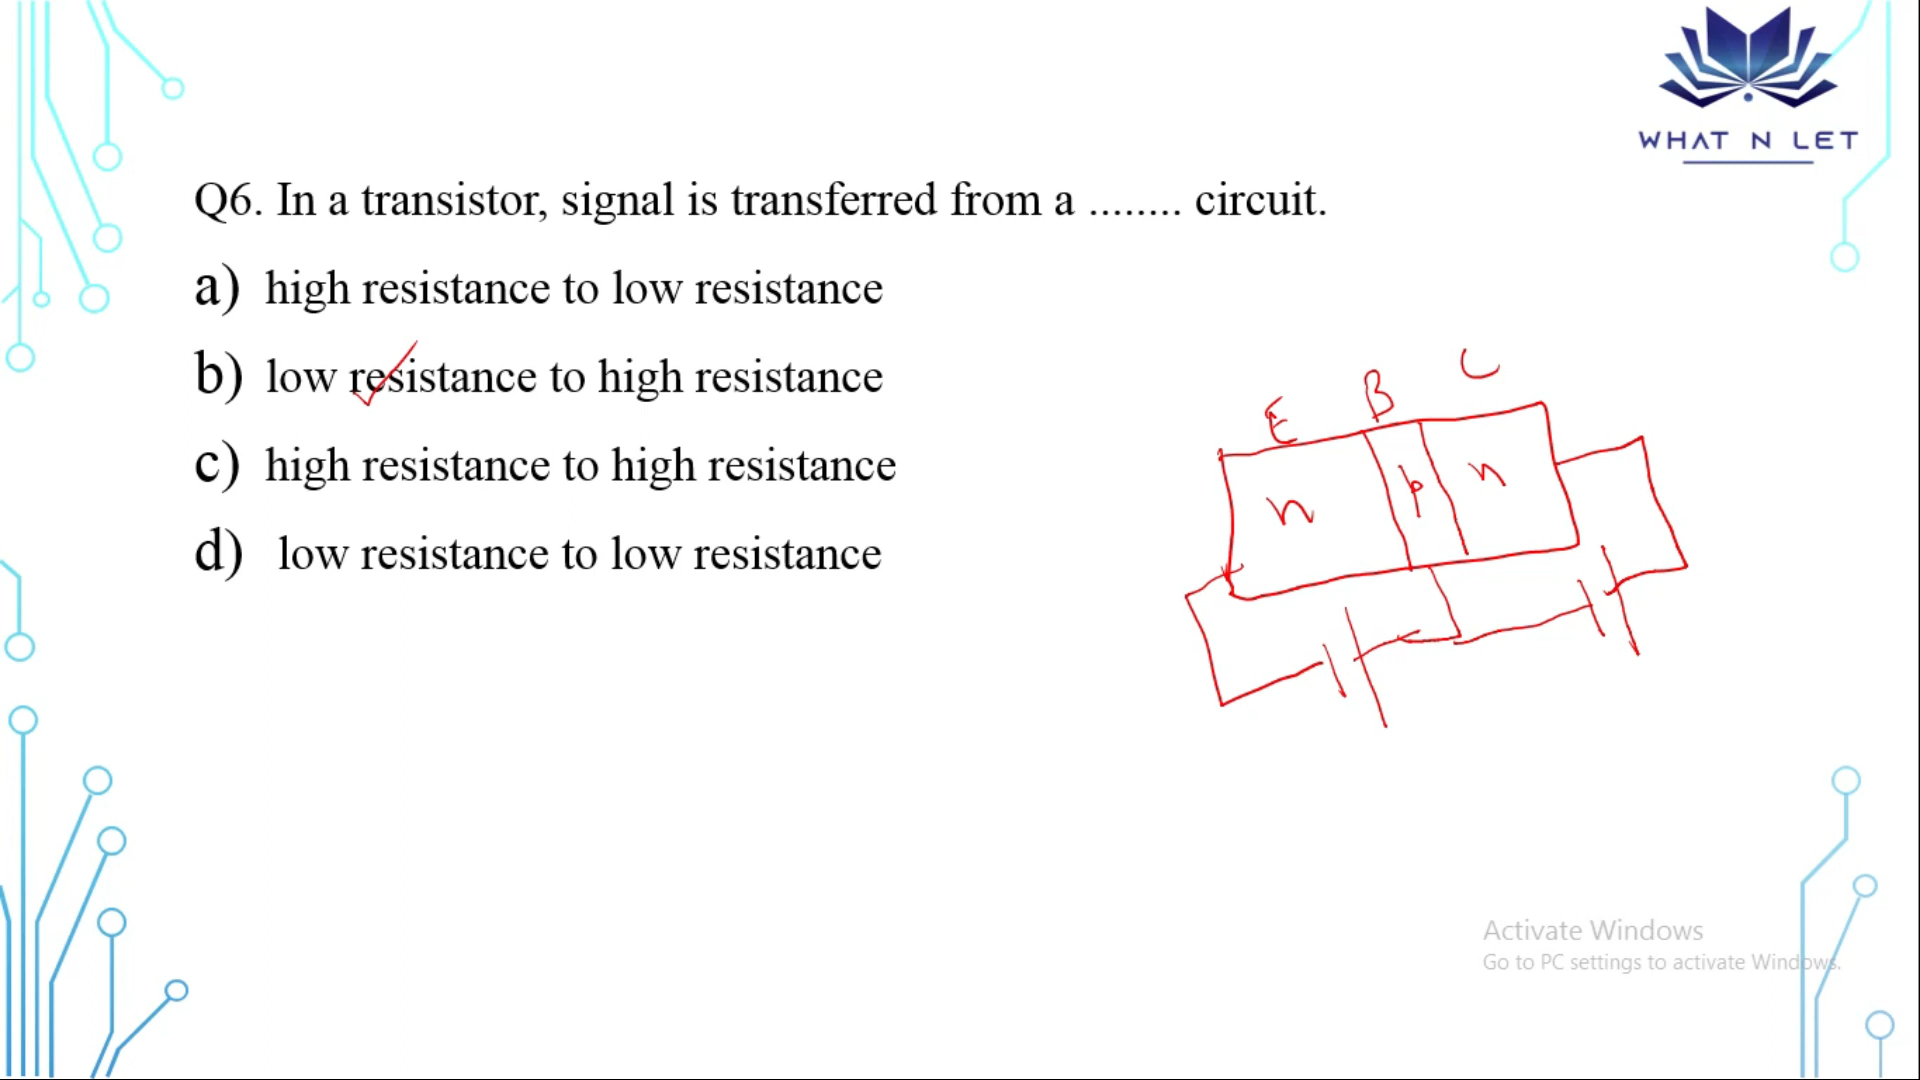 WHAT N LET
Q6. In a transistor, signal is transferred from a ........ circuit.
a) high resistance to low resistance
b) low resistance to high resistance
c) high resistance to high resistance
d) low resistance to low resistance
E B C
n p n
Activate Windows
Go to PC settings to activate Windows.